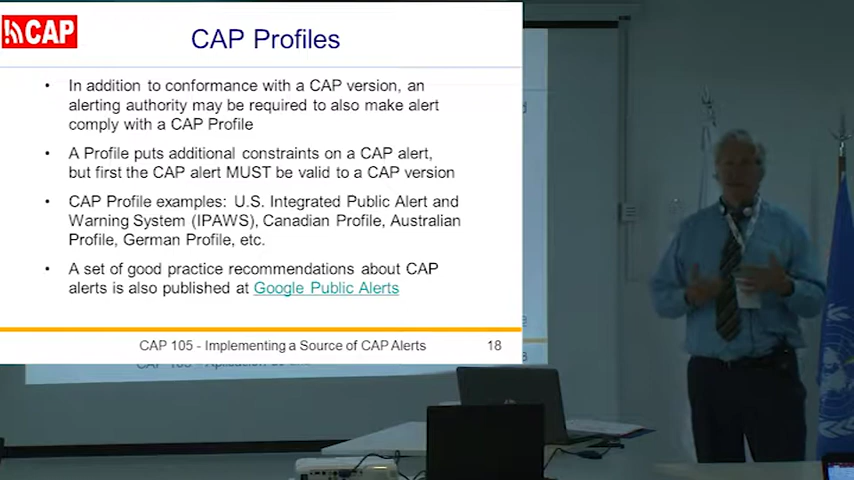 CAP
CAP Profiles
• In addition to conformance with a CAP version, an
alerting authority may be required to also make alert
comply with a CAP Profile
• A Profile puts additional constraints on a CAP alert,
but first the CAP alert MUST be valid to a CAP version
• CAP Profile examples: U.S. Integrated Public Alert and
Warning System (IPAWS), Canadian Profile, Australian
Profile, German Profile, etc.
• A set of good practice recommendations about CAP
alerts is also published at Google Public Alerts
CAP 105 - Implementing a Source of CAP Alerts 18